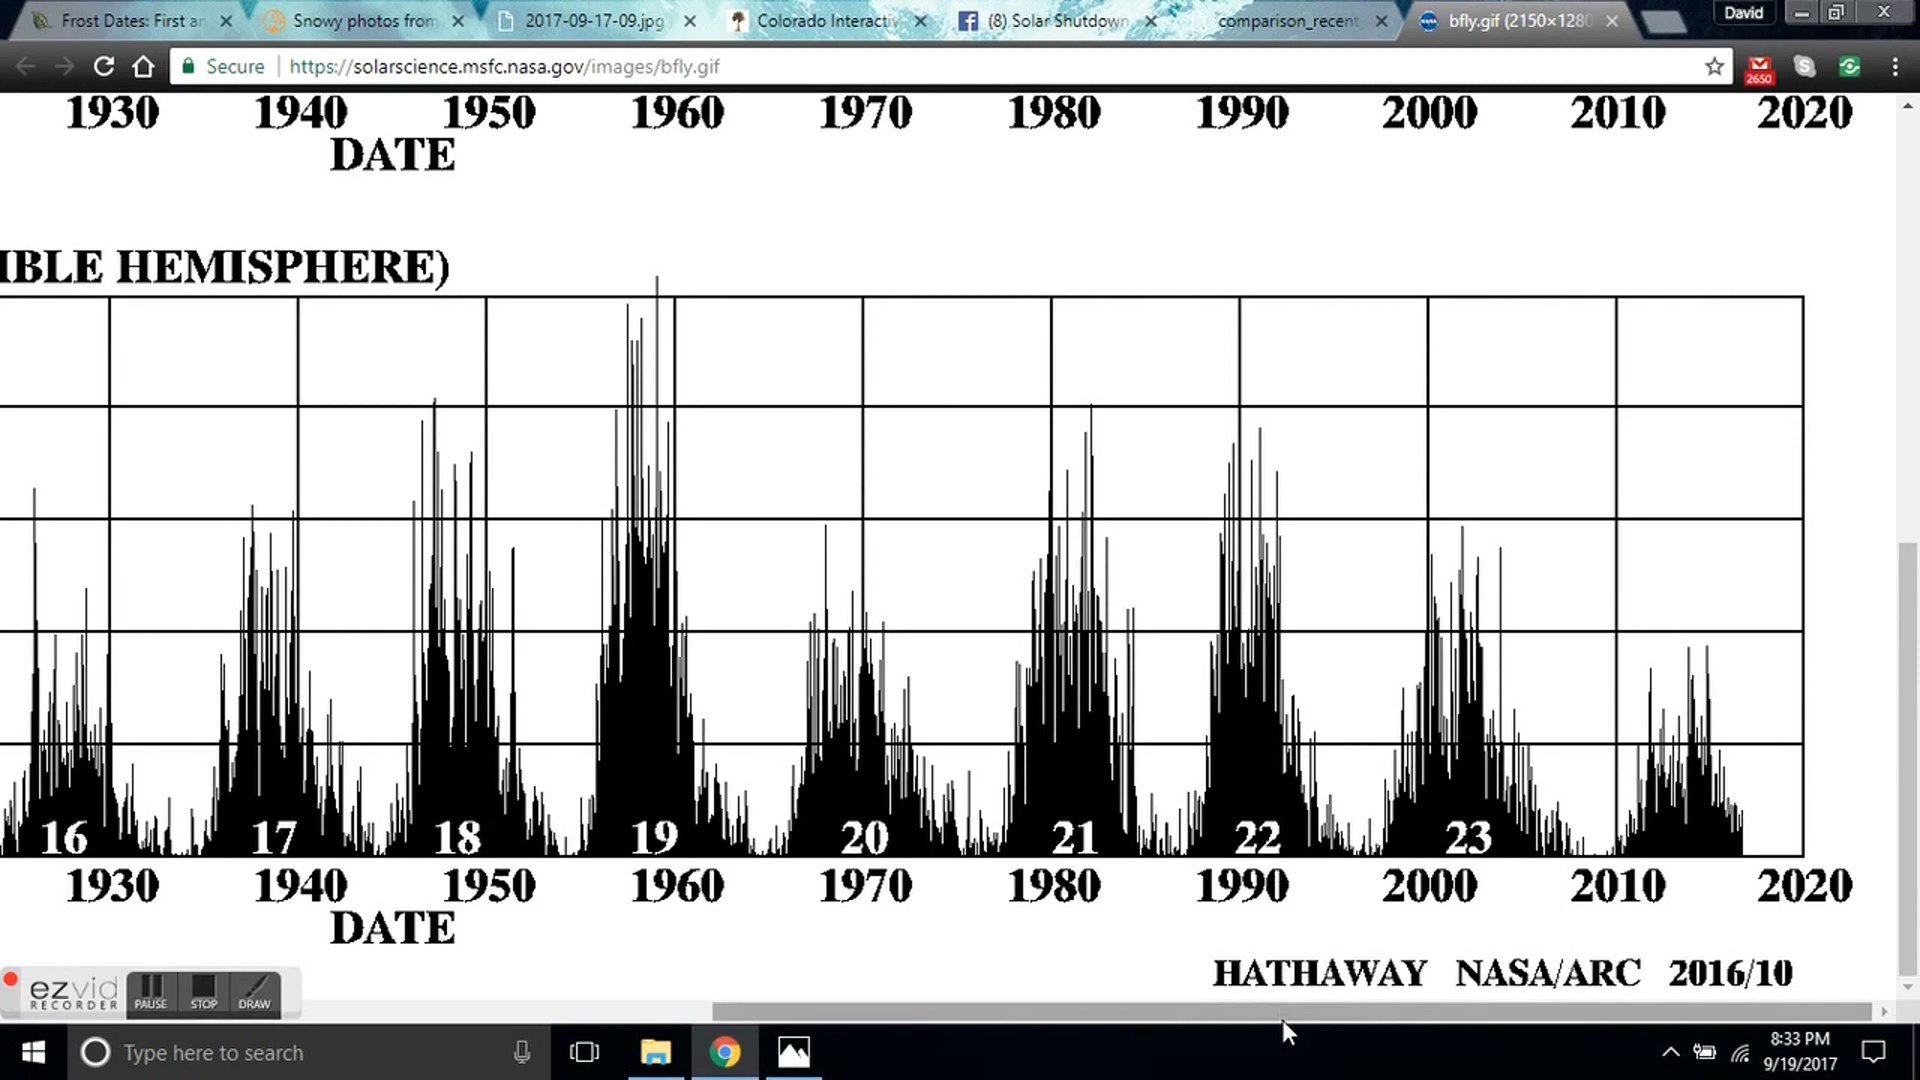 Frost Dates: First an
Snowy photos from
2017-09-17-09.jpg
Colorado Interactiv
(8) Solar Shutdown
comparison_recent
bfly.gif (2150×1280
David
Secure
https://solarscience.msfc.nasa.gov/images/bfly.gif
2650
1930 1940 1950 1960 1970 1980 1990 2000 2010 2020
DATE
IBLE HEMISPHERE)
16 17 18 19 20 21 22 23
1930 1940 1950 1960 1970 1980 1990 2000 2010 2020
DATE
HATHAWAY NASA/ARC 2016/10
ezvid
RECORDER
PAUSE STOP DRAW
Type here to search
8:33 PM
9/19/2017